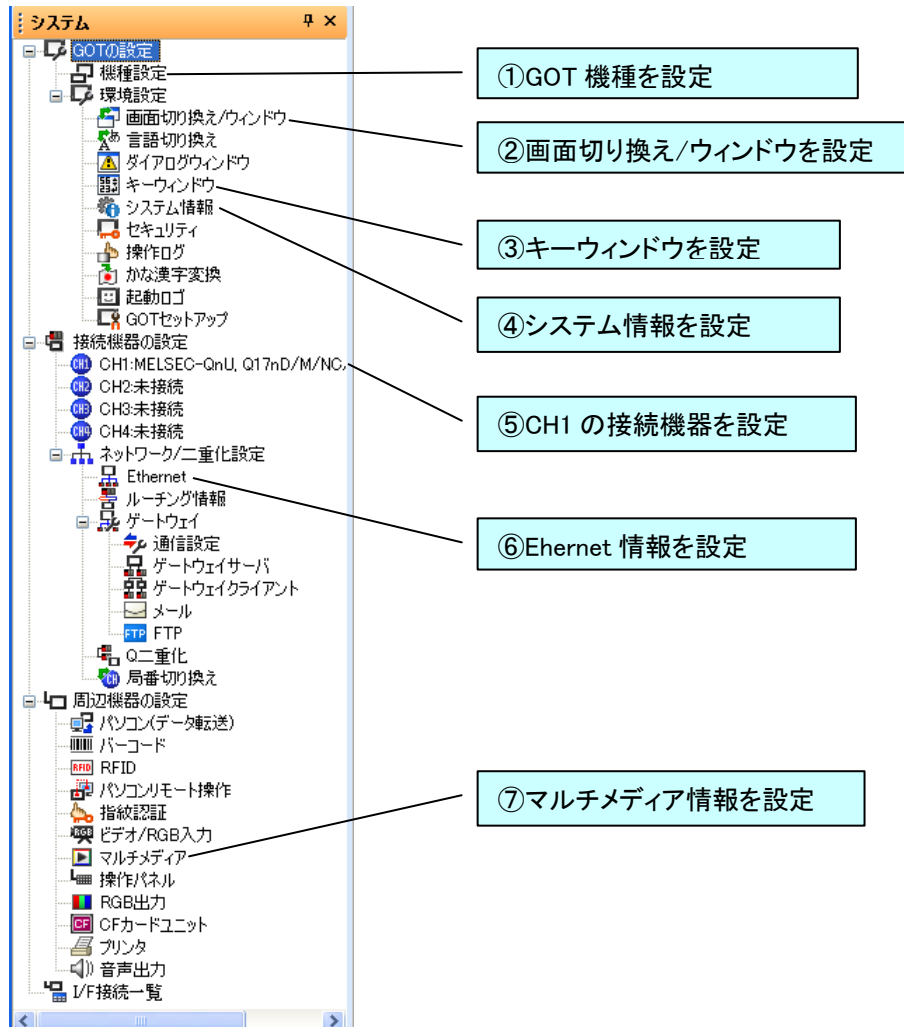 システム
GOTの設定
機種設定
環境設定
画面切り換え/ウィンドウ
言語切り換え
ダイアログウィンドウ
キーウィンドウ
システム情報
セキュリティ
操作ログ
かな漢字変換
起動ロゴ
GOTセットアップ
接続機器の設定
CH1 CH1:MELSEC-QnU, Q17nD/M/NC,
CH2 CH2:未接続
CH3 CH3:未接続
CH4 CH4:未接続
ネットワーク/二重化設定
Ethernet
ルーチング情報
ゲートウェイ
通信設定
ゲートウェイサーバ
ゲートウェイクライアント
メール
FTP FTP
Q二重化
CH 局番切り換え
周辺機器の設定
パソコン(データ転送)
バーコード
RFID RFID
パソコンリモート操作
指紋認証
RGB ビデオ/RGB入力
マルチメディア
操作パネル
RGB出力
CF CFカードユニット
プリンタ
音声出力
I/F接続一覧
①GOT 機種を設定
②画面切り換え/ウィンドウを設定
③キーウィンドウを設定
④システム情報を設定
⑤CH1 の接続機器を設定
⑥Ehernet 情報を設定
⑦マルチメディア情報を設定